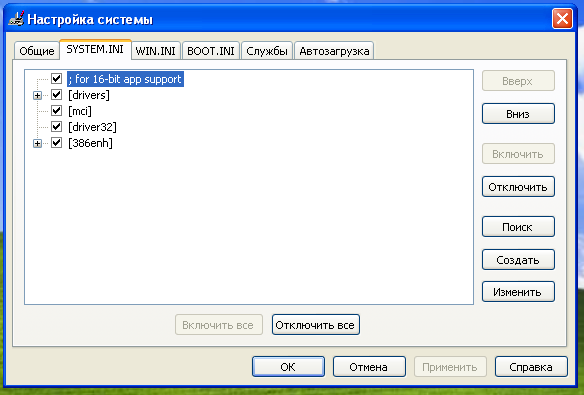 Настройка системы
Общие SYSTEM.INI WIN.INI BOOT.INI Службы Автозагрузка
; for 16-bit app support
[drivers]
[mci]
[driver32]
[386enh]
Вверх
Вниз
Включить
Отключить
Поиск
Создать
Изменить
Включить все Отключить все
ОК Отмена Применить Справка